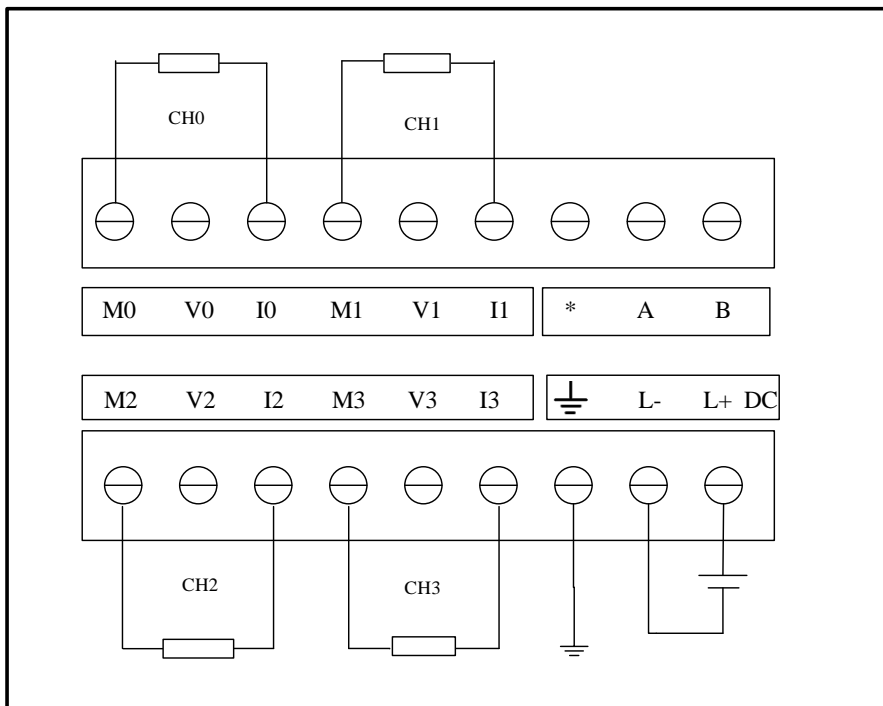 CH0 CH1
M0 V0 I0 M1 V1 I1 * A B
M2 V2 I2 M3 V3 I3 L- L+ DC
CH2 CH3